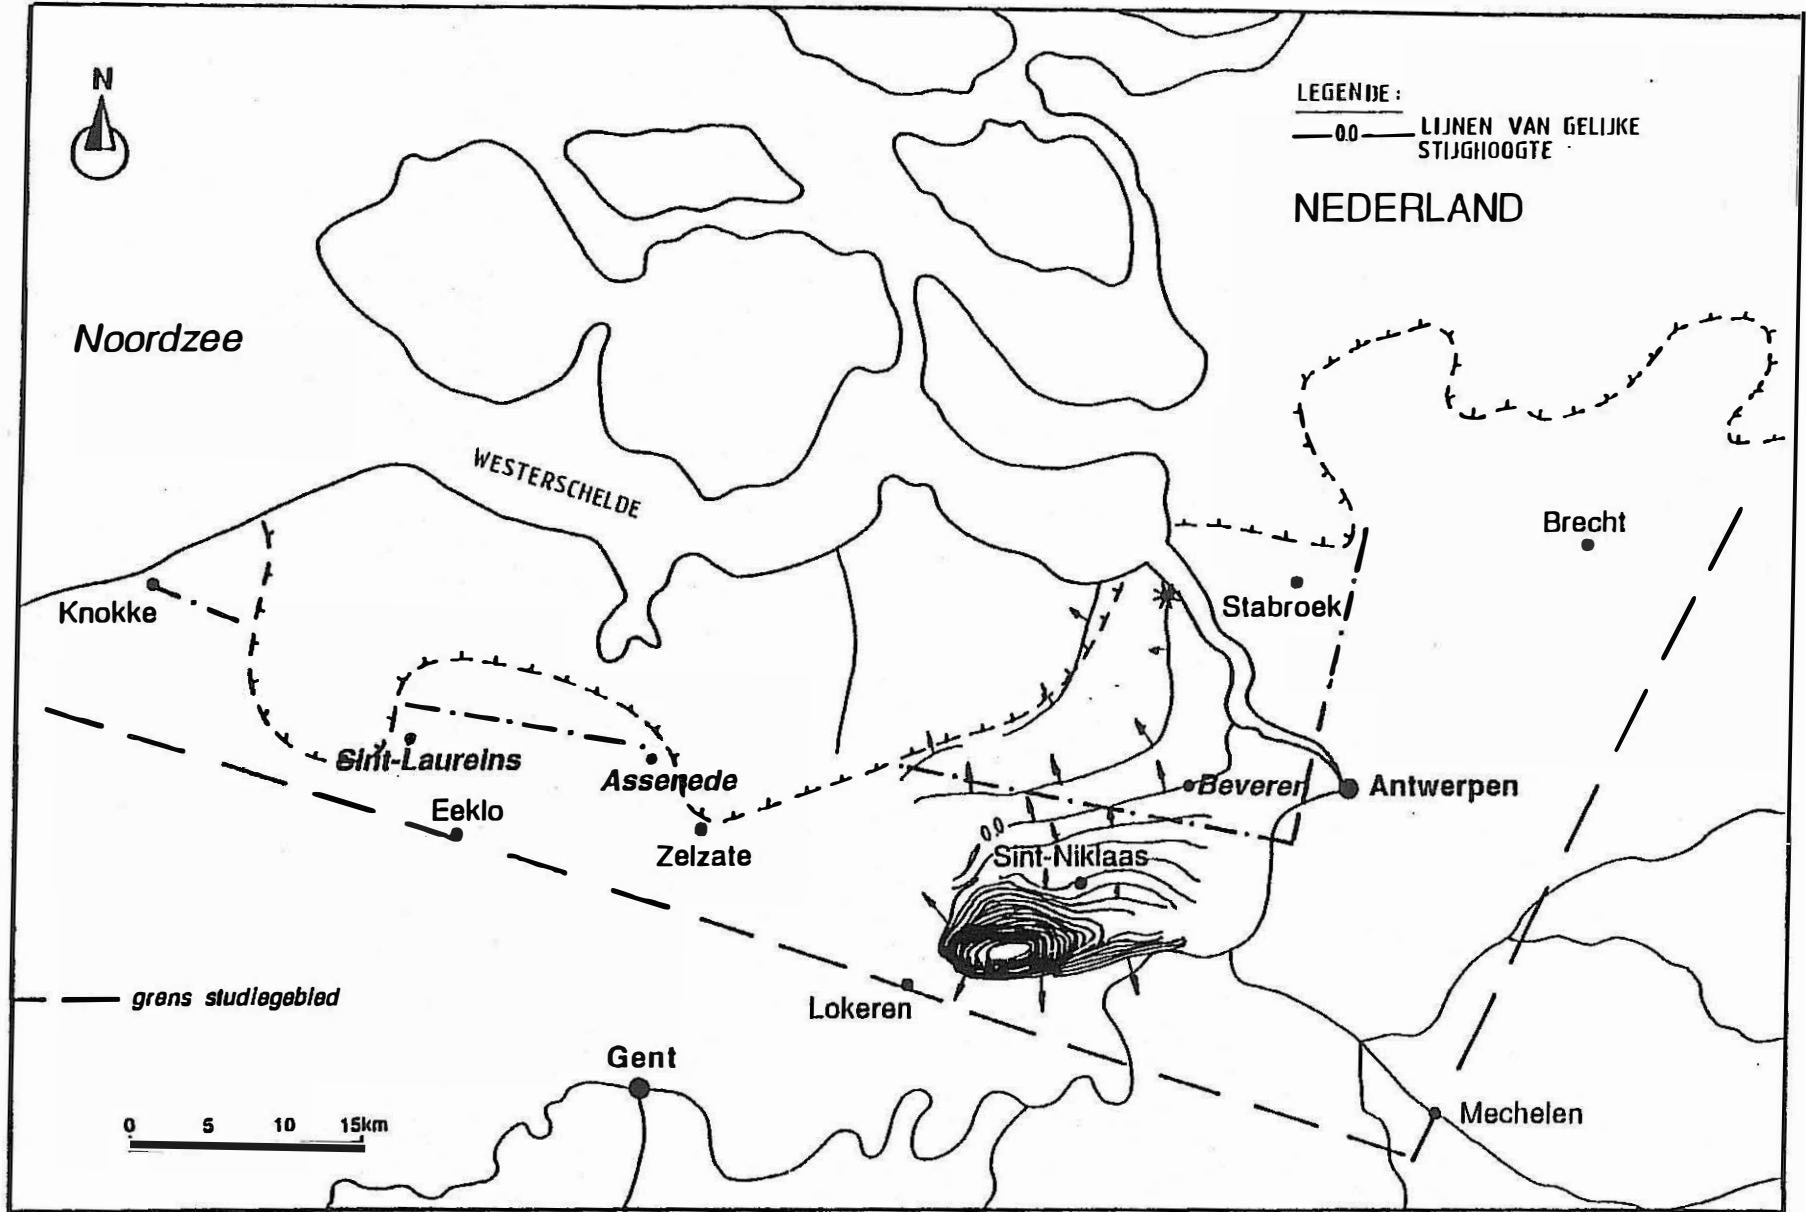 N
LEGENDE:
0.0
LIJNEN VAN GELIJKE
STIJGHOOGTE
NEDERLAND
Noordzee
WESTERSCHELDE
Brecht
Knokke
Stabroek
Sint-Laureins
Assenede
Beveren
Antwerpen
Eeklo
Zelzate
0.0
Sint-Niklaas
grens studiegebied
Lokeren
Gent
0 5 10 15km
Mechelen